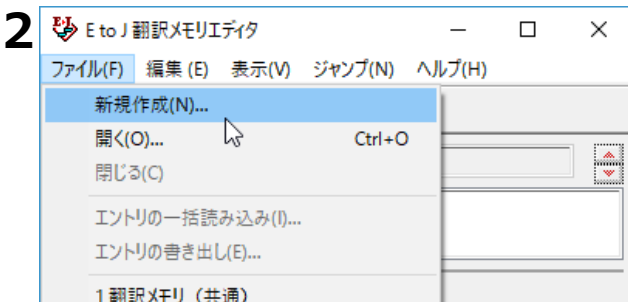 2
E to J 翻訳メモリエディタ
ファイル(F) 編集 (E) 表示(V) ジャンプ(N) ヘルプ(H)
新規作成(N)...
開く(O)... Ctrl+O
閉じる(C)
エントリの一括読み込み(I)...
エントリの書き出し(E)...
1 翻訳メモリ（共通）